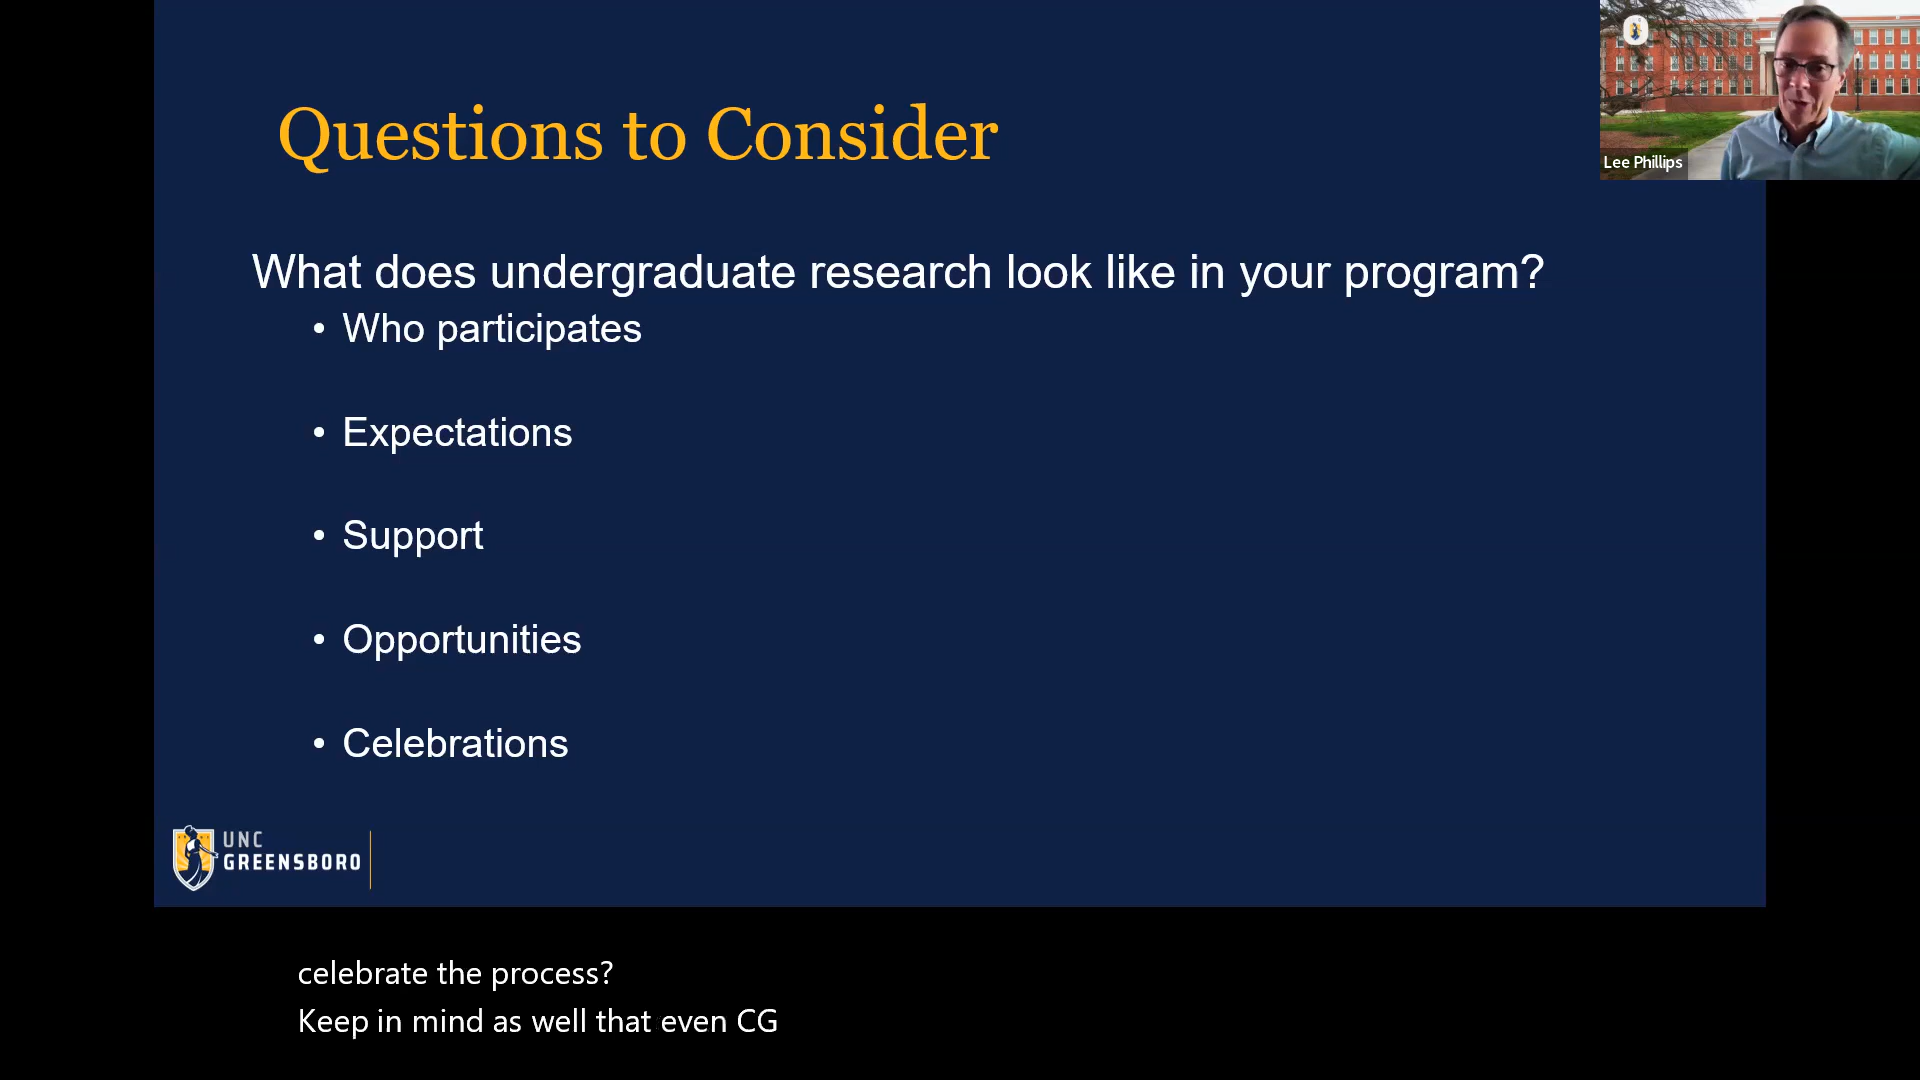 Questions to Consider
Lee Phillips
What does undergraduate research look like in your program?
• Who participates
• Expectations
• Support
• Opportunities
• Celebrations
UNC
GREENSBORO
celebrate the process?
Keep in mind as well that even CG